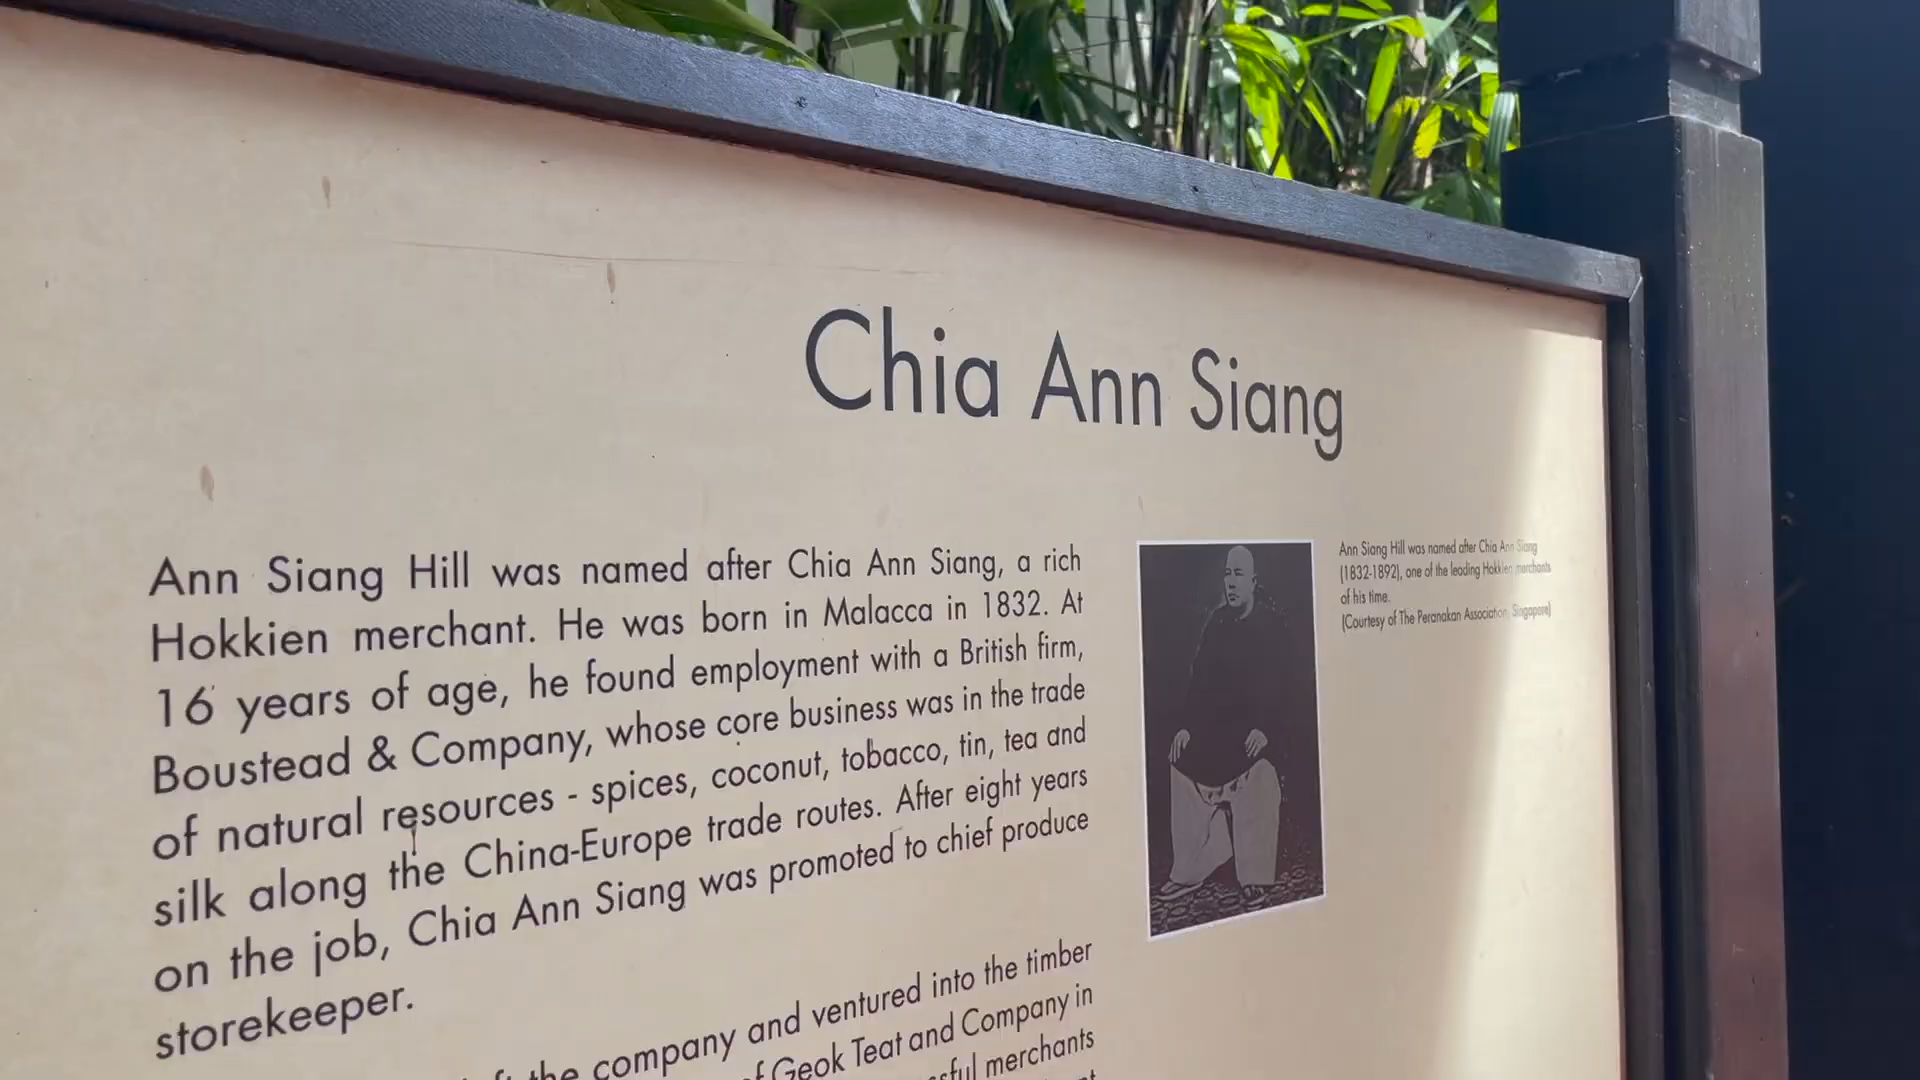 Chia Ann Siang
Ann Siang Hill was named after Chia Ann Siang, a rich
Hokkien merchant. He was born in Malacca in 1832. At
16 years of age, he found employment with a British firm,
Boustead & Company, whose core business was in the trade
of natural resources - spices, coconut, tobacco, tin, tea and
silk along the China-Europe trade routes. After eight years
on the job, Chia Ann Siang was promoted to chief produce
storekeeper.
the company and ventured into the timber
of Geok Teat and Company in
merchants
Ann Siang Hill was named after Chia Ann Siang
(1832-1892), one of the leading Hokkien merchants
of his time.
(Courtesy of The Peranakan Association, Singapore)